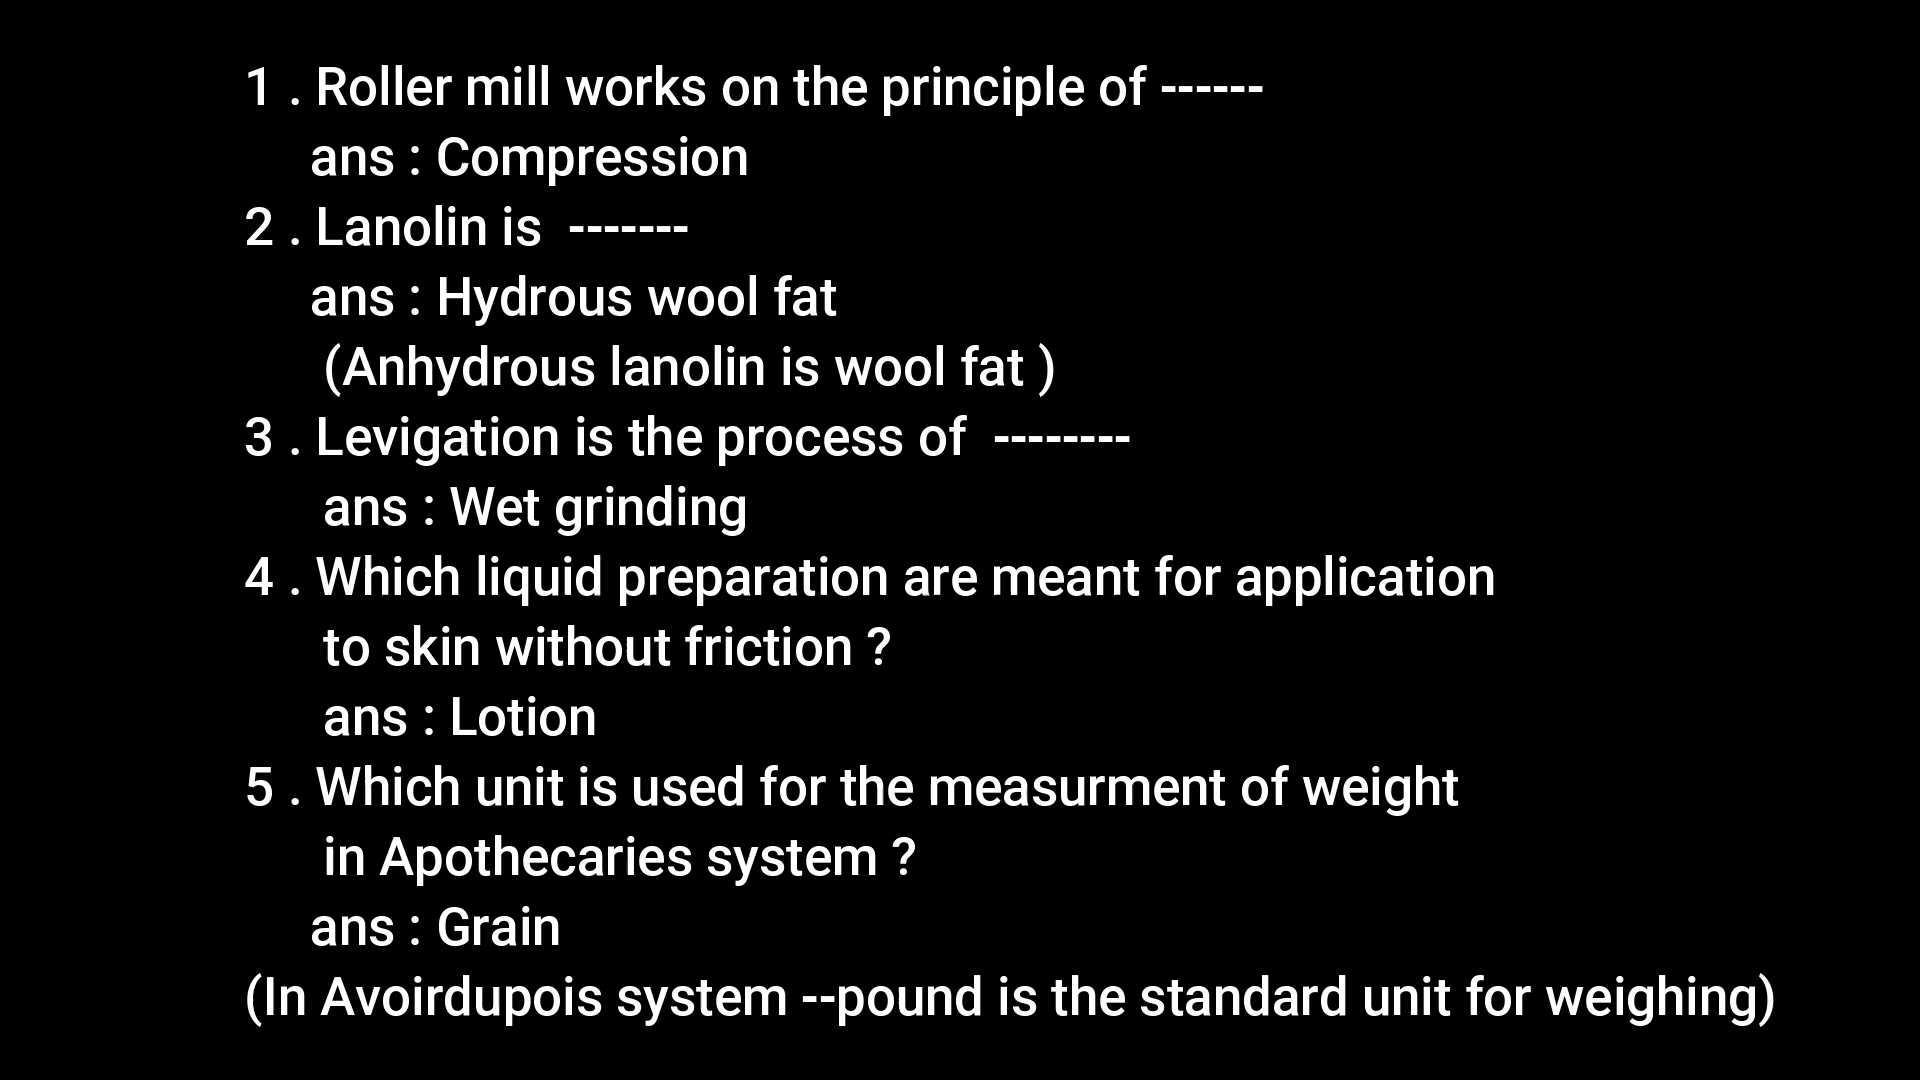 1 . Roller mill works on the principle of ------
ans : Compression
2 . Lanolin is  -------
ans : Hydrous wool fat
(Anhydrous lanolin is wool fat )
3 . Levigation is the process of  --------
ans : Wet grinding
4 . Which liquid preparation are meant for application
to skin without friction ?
ans : Lotion
5 . Which unit is used for the measurment of weight
in Apothecaries system ?
ans : Grain
(In Avoirdupois system --pound is the standard unit for weighing)